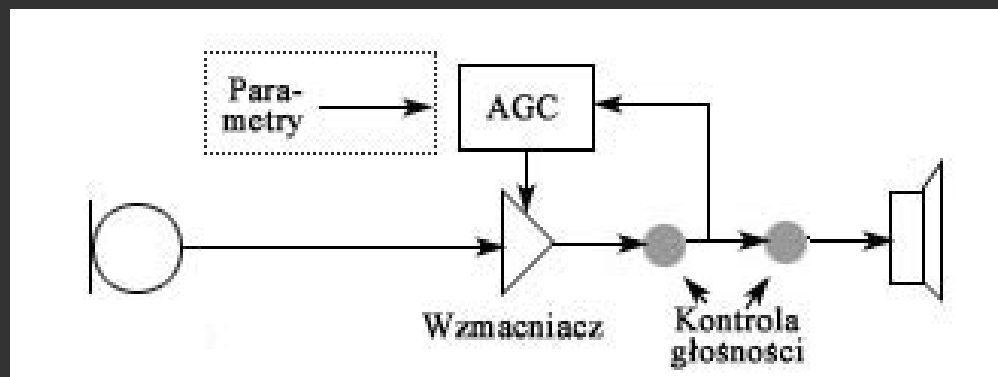 Para-
metry
AGC
Wzmacniacz
Kontrola
głośności